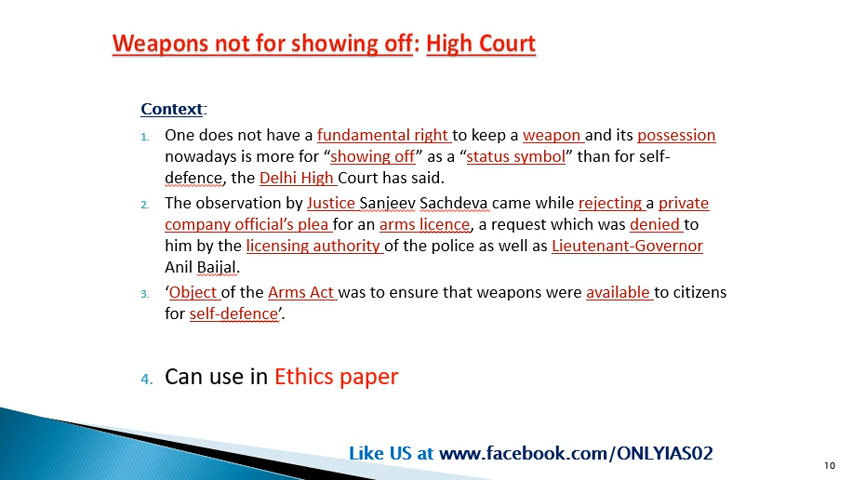 Weapons not for showing off: High Court
Context:
1. One does not have a fundamental right to keep a weapon and its possession
nowadays is more for “showing off” as a “status symbol” than for self-
defence, the Delhi High Court has said.
2. The observation by Justice Sanjeev Sachdeva came while rejecting a private
company official’s plea for an arms licence, a request which was denied to
him by the licensing authority of the police as well as Lieutenant-Governor
Anil Baijal.
3. ‘Object of the Arms Act was to ensure that weapons were available to citizens
for self-defence’.
4. Can use in Ethics paper
Like US at www.facebook.com/ONLYIAS02
10